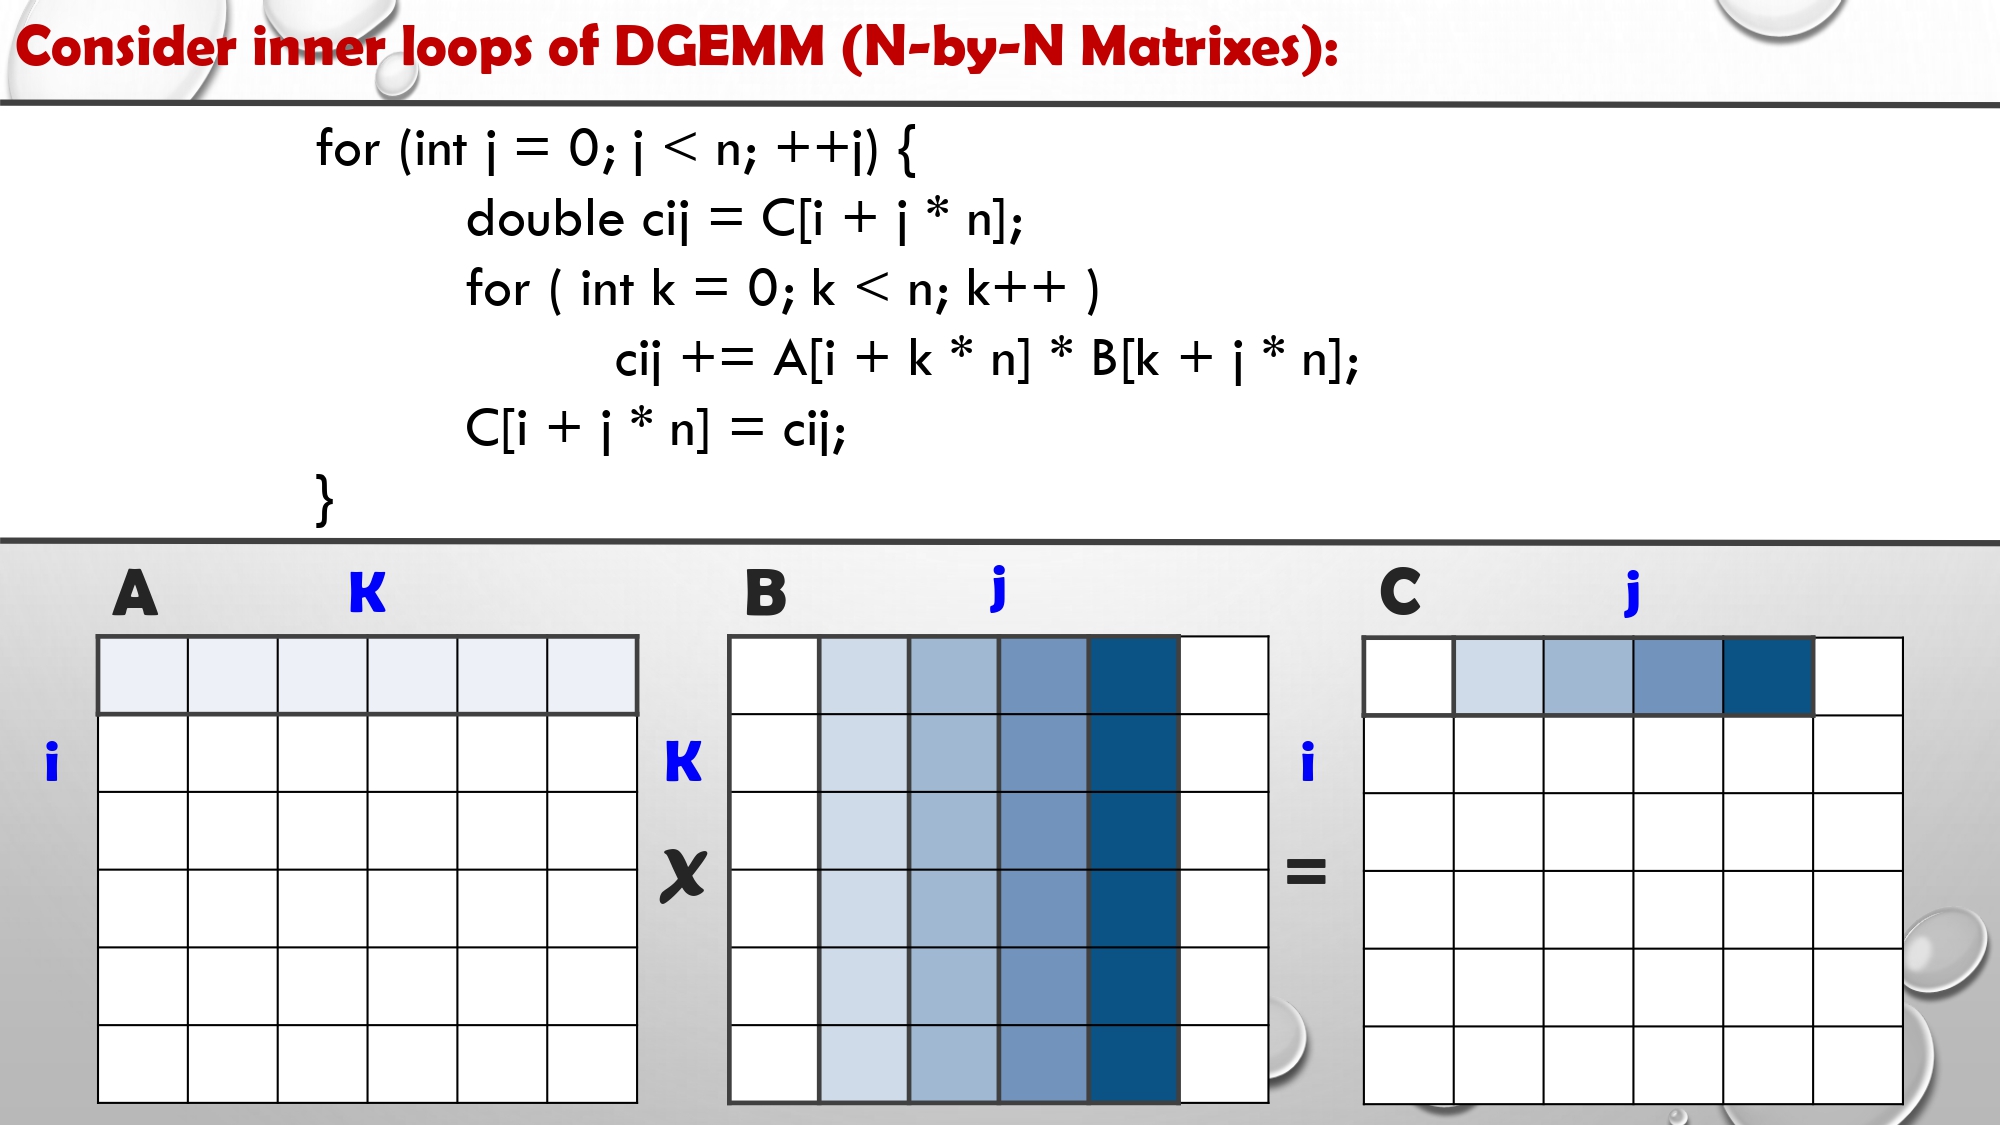 Consider inner loops of DGEMM (N-by-N Matrixes):
for (int j = 0; j < n; ++j) {
double cij = C[i + j * n];
for ( int k = 0; k < n; k++ )
cij += A[i + k * n] * B[k + j * n];
C[i + j * n] = cij;
}
A K B j C j
i K i
x =